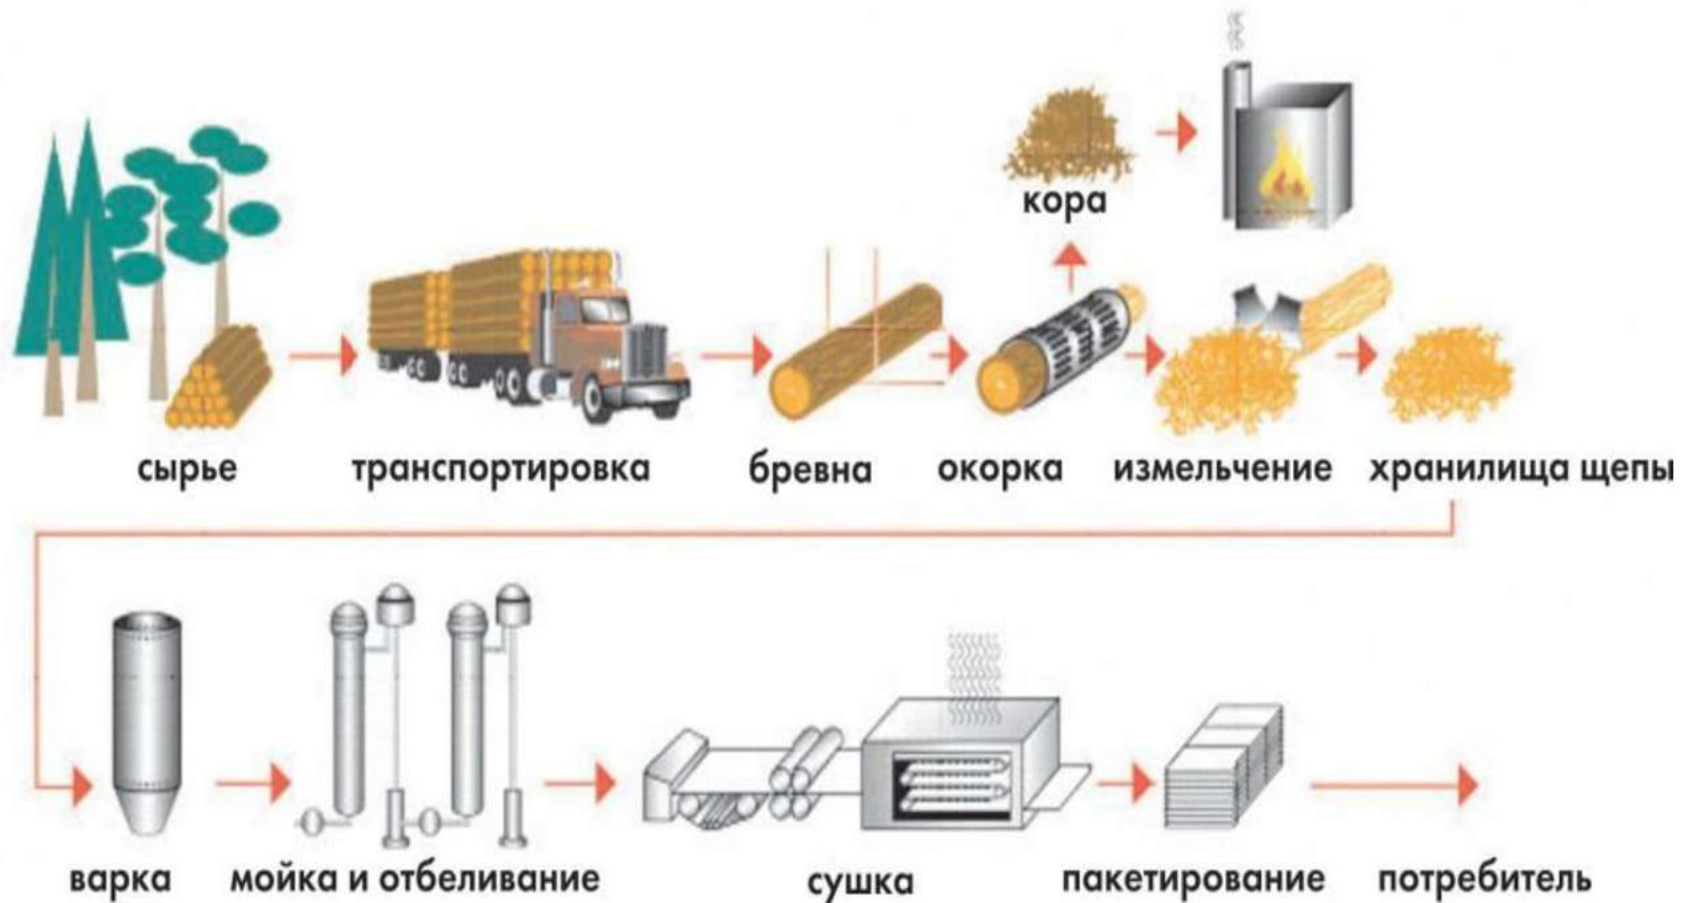 кора
сырье
транспортировка
бревна
окорка
измельчение
хранилища щепы
варка
мойка и отбеливание
сушка
пакетирование
потребитель